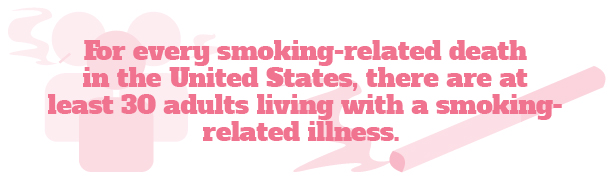 For every smoking-related death
in the United States, there are at
least 30 adults living with a smoking-
related illness.